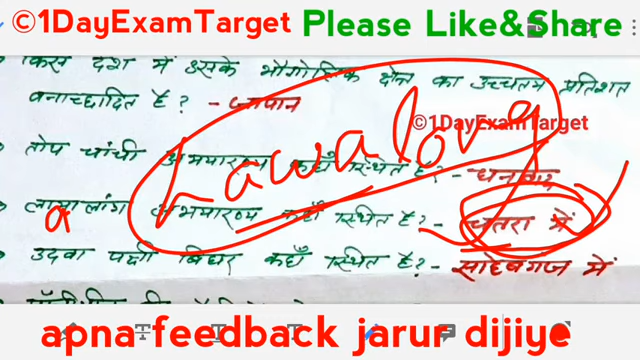 ©1DayExamTarget Please Like&Share
किस देश में उसके भौगोलिक क्षेत्र का उच्चतम प्रतिशत
वनाच्छादित है? - जापान
©1DayExamTarget
तोप चांची अभयारण्य कहाँ स्थित है? - धनबाद
Lawalong
लावालांग अभयारण्य कहाँ स्थित है? - चतरा में
उदवा पक्षी विहार कहाँ स्थित है? - साहेबगंज में
apna feedback jarur dijiye